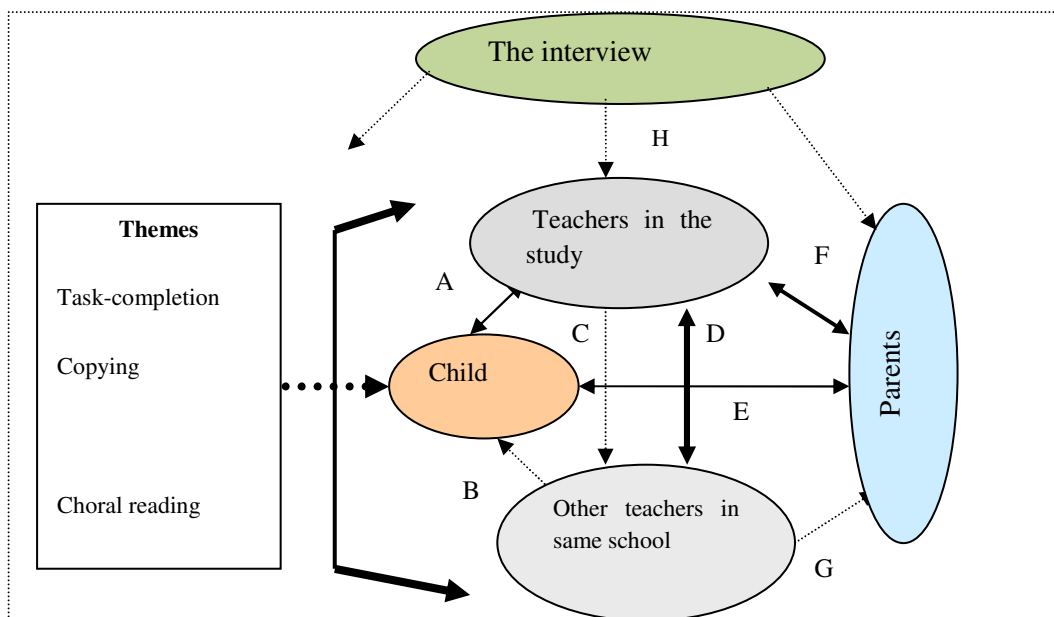 The interview
H
Themes
Teachers in the
study
F
A
Task-completion
C
D
Copying
Child
Parents
E
B
Choral reading
Other teachers in
same school
G